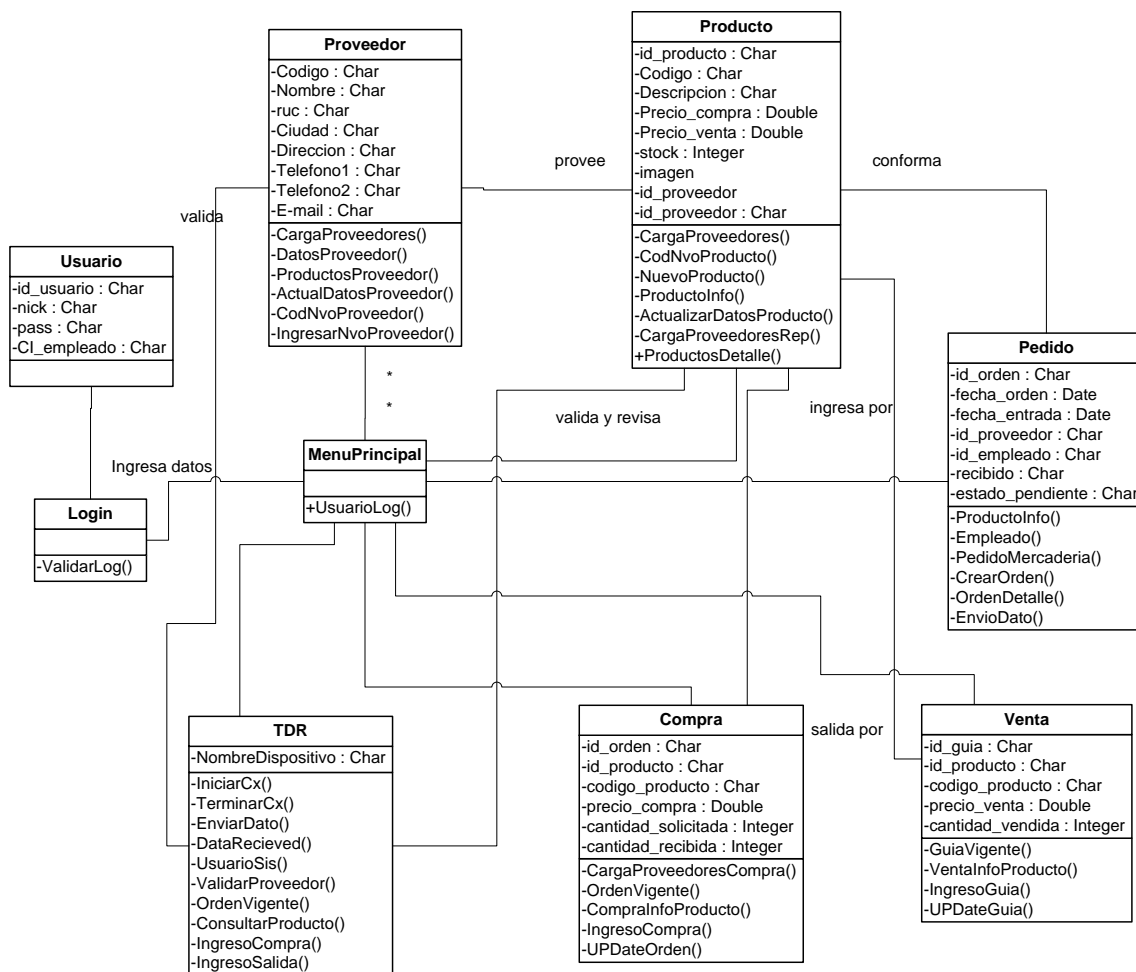 Proveedor
-Codigo : Char
-Nombre : Char
-ruc : Char
-Ciudad : Char
-Direccion : Char
-Telefono1 : Char
-Telefono2 : Char
-E-mail : Char
-CargaProveedores()
-DatosProveedor()
-ProductosProveedor()
-ActualDatosProveedor()
-CodNvoProveedor()
-IngresarNvoProveedor()
provee
Producto
-id_producto : Char
-Codigo : Char
-Descripcion : Char
-Precio_compra : Double
-Precio_venta : Double
-stock : Integer
-imagen
-id_proveedor
-id_proveedor : Char
-CargaProveedores()
-CodNvoProducto()
-NuevoProducto()
-ProductoInfo()
-ActualizarDatosProducto()
-CargaProveedoresRep()
+ProductosDetalle()
conforma
valida
Usuario
-id_usuario : Char
-nick : Char
-pass : Char
-CI_empleado : Char
Pedido
-id_orden : Char
-fecha_orden : Date
-fecha_entrada : Date
-id_proveedor : Char
-id_empleado : Char
-recibido : Char
-estado_pendiente : Char
-ProductoInfo()
-Empleado()
-PedidoMercaderia()
-CrearOrden()
-OrdenDetalle()
-EnvioDato()
*
*
valida y revisa
ingresa por
Ingresa datos
MenuPrincipal
+UsuarioLog()
Login
-ValidarLog()
TDR
-NombreDispositivo : Char
-IniciarCx()
-TerminarCx()
-EnviarDato()
-DataRecieved()
-UsuarioSis()
-ValidarProveedor()
-OrdenVigente()
-ConsultarProducto()
-IngresoCompra()
-IngresoSalida()
Compra
-id_orden : Char
-id_producto : Char
-codigo_producto : Char
-precio_compra : Double
-cantidad_solicitada : Integer
-cantidad_recibida : Integer
-CargaProveedoresCompra()
-OrdenVigente()
-CompraInfoProducto()
-IngresoCompra()
-UPDateOrden()
salida por
Venta
-id_guia : Char
-id_producto : Char
-codigo_producto : Char
-precio_venta : Double
-cantidad_vendida : Integer
-GuiaVigente()
-VentaInfoProducto()
-IngresoGuia()
-UPDateGuia()